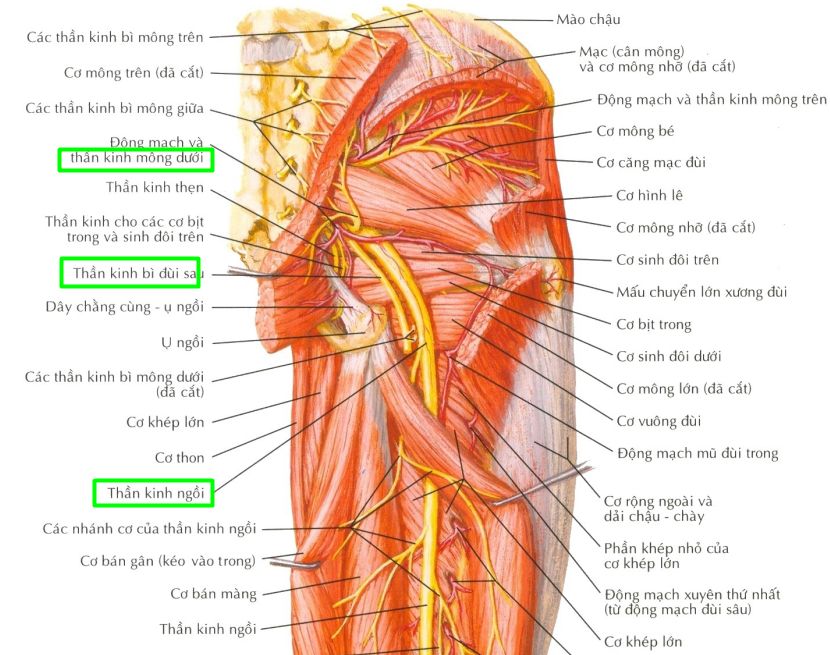 Các thần kinh bì mông trên
Cơ mông trên (đã cắt)
Các thần kinh bì mông giữa
Động mạch và
thần kinh mông dưới
Thần kinh thẹn
Thần kinh cho các cơ bịt
trong và sinh đôi trên
Thần kinh bì đùi sau
Dây chằng cùng - ụ ngồi
Ụ ngồi
Các thần kinh bì mông dưới
(đã cắt)
Cơ khép lớn
Cơ thon
Thần kinh ngồi
Các nhánh cơ của thần kinh ngồi
Cơ bán gân (kéo vào trong)
Cơ bán màng
Thần kinh ngồi
Mào chậu
Mạc (cân mông)
và cơ mông nhỡ (đã cắt)
Động mạch và thần kinh mông trên
Cơ mông bé
Cơ căng mạc đùi
Cơ hình lê
Cơ mông nhỡ (đã cắt)
Cơ sinh đôi trên
Mấu chuyển lớn xương đùi
Cơ bịt trong
Cơ sinh đôi dưới
Cơ mông lớn (đã cắt)
Cơ vuông đùi
Động mạch mũ đùi trong
Cơ rộng ngoài và
dải chậu - chày
Phần khép nhỏ của
cơ khép lớn
Động mạch xuyên thứ nhất
(từ động mạch đùi sâu)
Cơ khép lớn